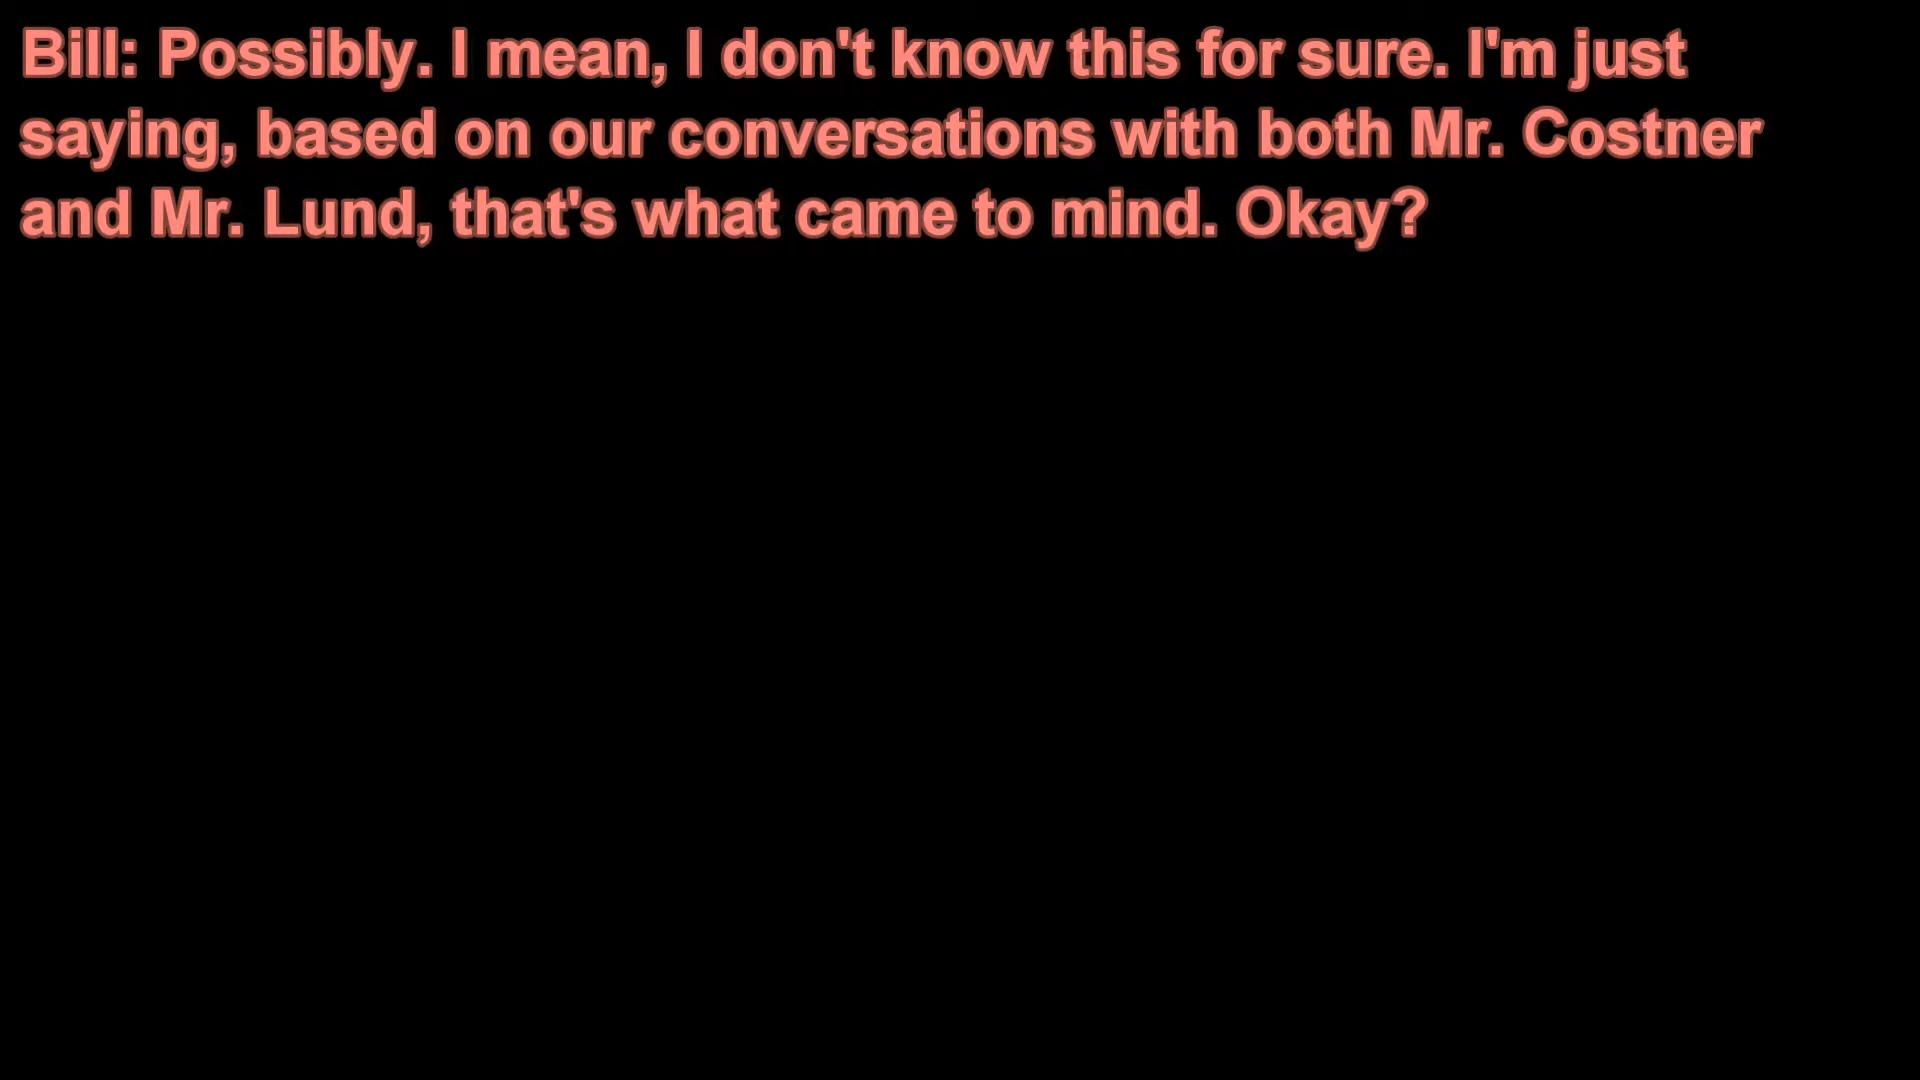 Bill: Possibly. I mean, I don't know this for sure. I'm just
saying, based on our conversations with both Mr. Costner
and Mr. Lund, that's what came to mind. Okay?